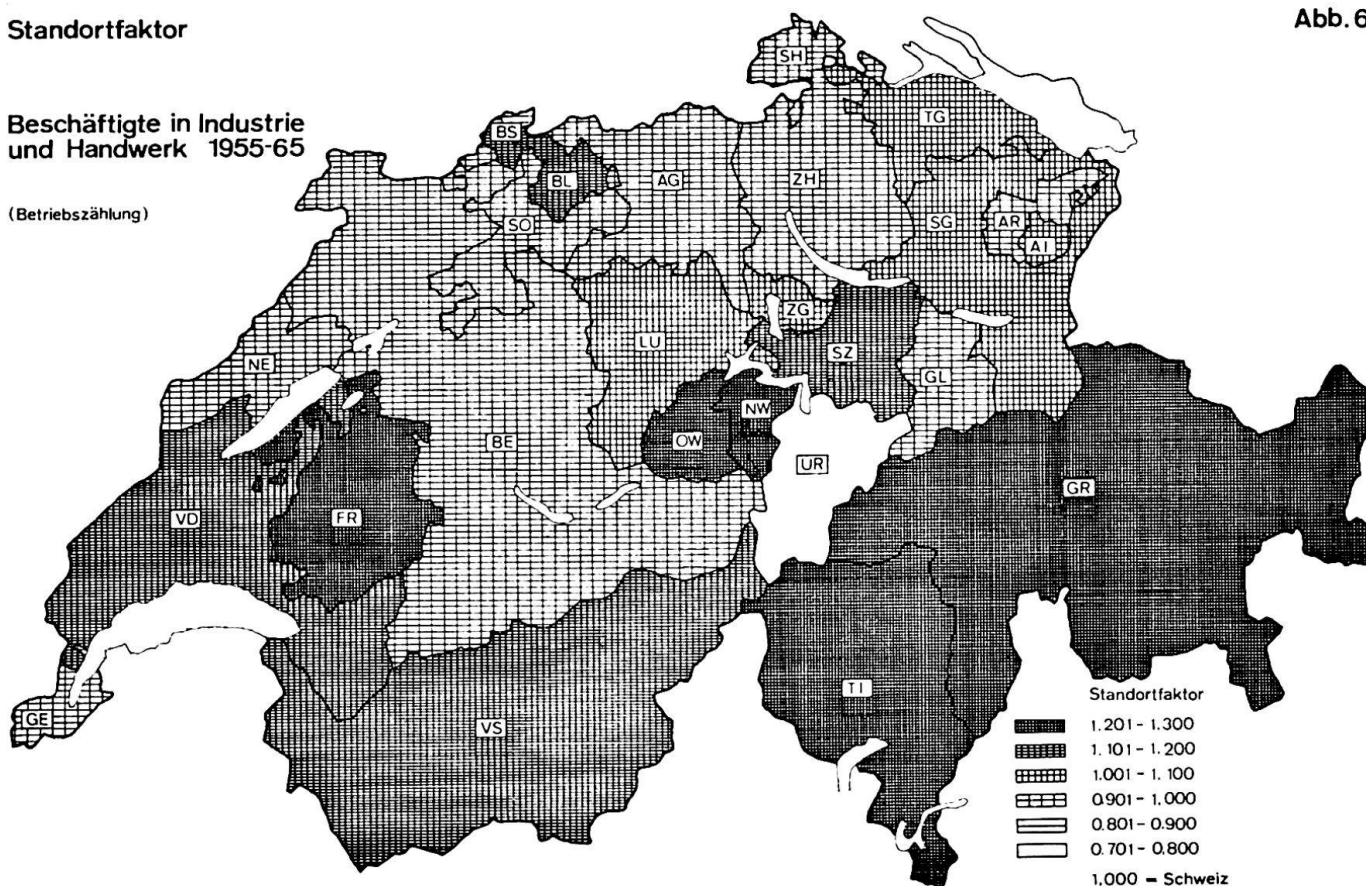 Standortfaktor
Abb. 6
Beschäftigte in Industrie
und Handwerk 1955-65
(Betriebszählung)
SH
TG
BS
BL
AG
ZH
SO
SG
AR
AI
ZG
LU
SZ
NE
GL
NW
OW
BE
UR
GR
VD
FR
TI
GE
VS
Standortfaktor
1.201 - 1.300
1.101 - 1.200
1.001 - 1.100
0.901 - 1.000
0.801 - 0.900
0.701 - 0.800
1.000 = Schweiz